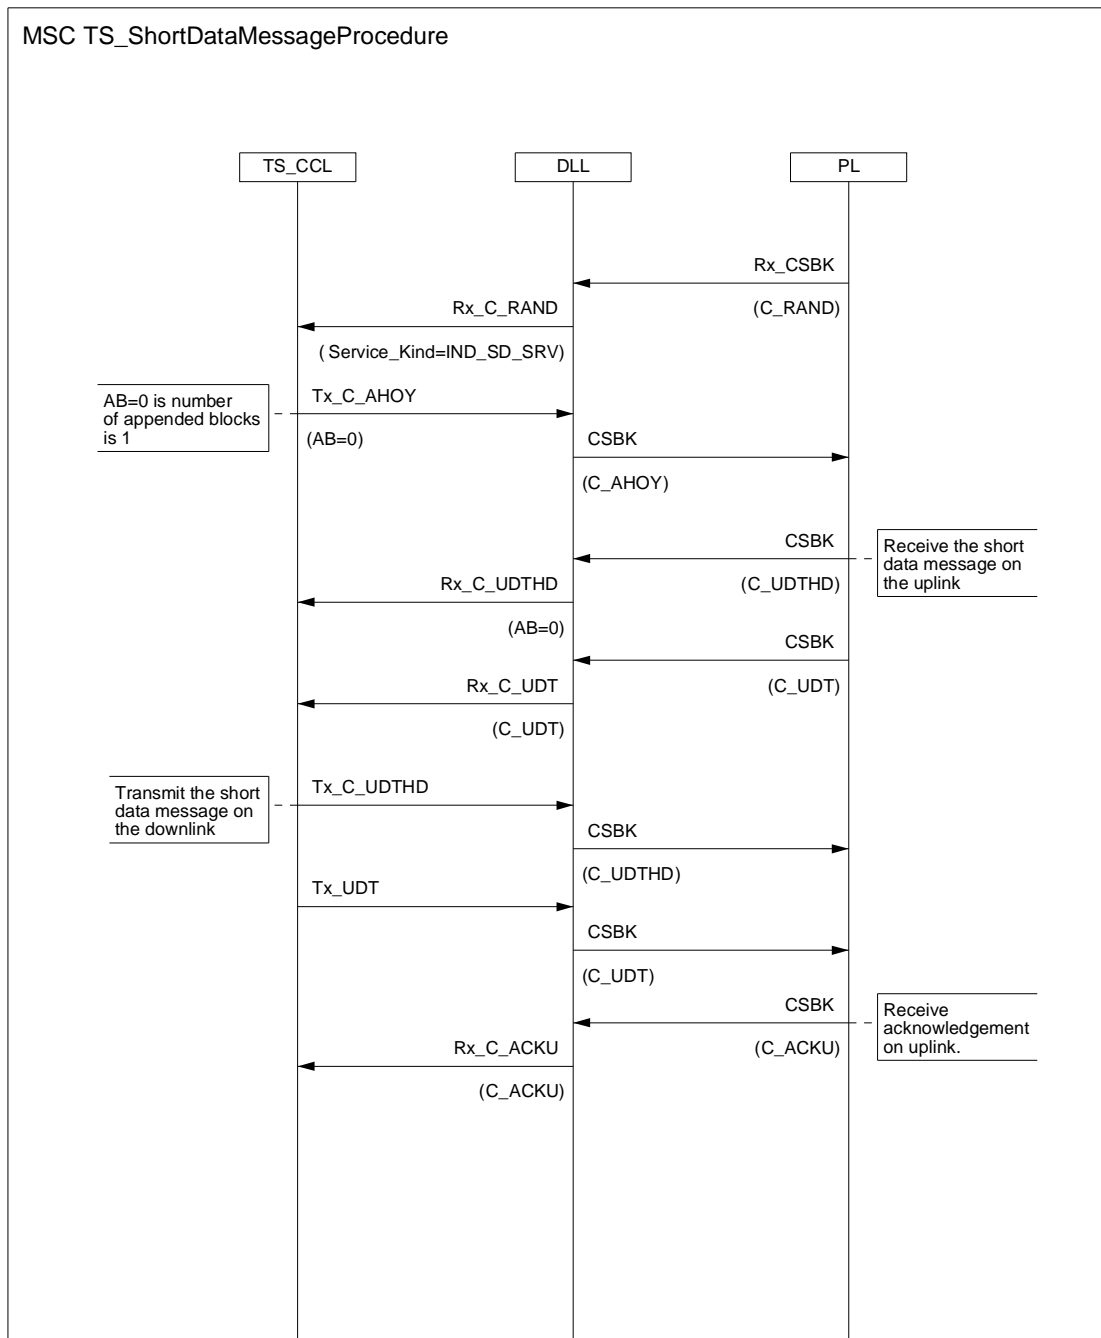 MSC TS_ShortDataMessageProcedure
TS_CCL
DLL
PL
Rx_CSBK
(C_RAND)
Rx_C_RAND
( Service_Kind=IND_SD_SRV)
AB=0 is number
of appended blocks
is 1
Tx_C_AHOY
(AB=0)
CSBK
(C_AHOY)
CSBK
(C_UDTHD)
Receive the short
data message on
the uplink
Rx_C_UDTHD
(AB=0)
CSBK
(C_UDT)
Rx_C_UDT
(C_UDT)
Transmit the short
data message on
the downlink
Tx_C_UDTHD
CSBK
(C_UDTHD)
Tx_UDT
CSBK
(C_UDT)
CSBK
(C_ACKU)
Receive
acknowledgement
on uplink.
Rx_C_ACKU
(C_ACKU)